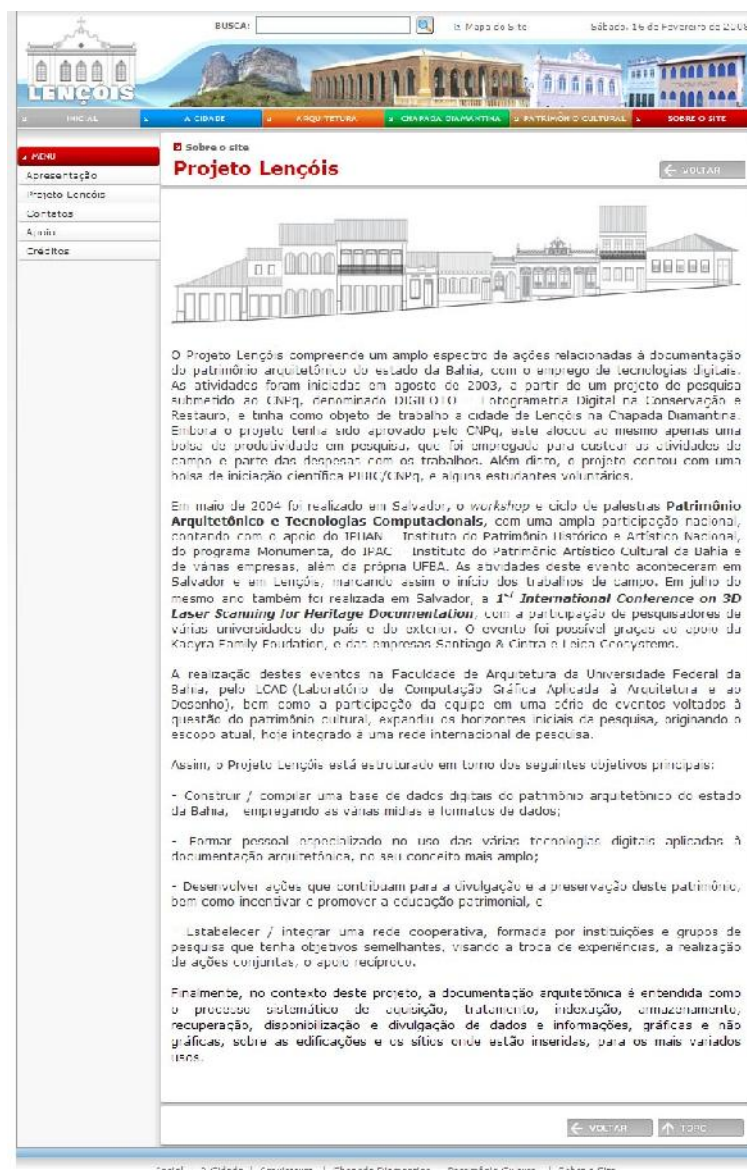 BUSCA:
Mapa do Site
Sábado, 16 de Fevereiro de 2008
LENÇÓIS
INICIAL
A CIDADE
ARQUITETURA
CHAPADA DIAMANTINA
PATRIMÔNIO CULTURAL
SOBRE O SITE
MENU
Apresentação
Projeto Lençóis
Contatos
Apoio
Créditos
Sobre o site
Projeto Lençóis
VOLTAR
O Projeto Lençóis compreende um amplo espectro de ações relacionadas à documentação
do patrimônio arquitetônico do estado da Bahia, com o emprego de tecnologias digitais.
As atividades foram iniciadas em agosto de 2003, a partir de um projeto de pesquisa
submetido ao CNPq, denominado DIGIFOTO – Fotogrametria Digital na Conservação e
Restauro, e tinha como objeto de trabalho a cidade de Lençóis na Chapada Diamantina.
Embora o projeto tenha sido aprovado pelo CNPq, este alocou ao mesmo apenas uma
bolsa de produtividade em pesquisa, que foi empregada para custear as atividades de
campo e parte das despesas com os trabalhos. Além disto, o projeto contou com uma
bolsa de iniciação científica PIBIC/CNPq, e alguns estudantes voluntários.
Em maio de 2004 foi realizado em Salvador, o workshop e ciclo de palestras Patrimônio
Arquitetônico e Tecnologias Computacionais, com uma ampla participação nacional,
contando com o apoio do IPHAN – Instituto do Patrimônio Histórico e Artístico Nacional,
do programa Monumenta, do IPAC – Instituto do Patrimônio Artístico Cultural da Bahia e
de várias empresas, além da própria UFBA. As atividades deste evento aconteceram em
Salvador e em Lençóis, marcando assim o início dos trabalhos de campo. Em julho do
mesmo ano também foi realizada em Salvador, a 1st International Conference on 3D
Laser Scanning for Heritage Documentation, com a participação de pesquisadores de
várias universidades do país e do exterior. O evento foi possível graças ao apoio da
Kacyra Family Foudation, e das empresas Santiago & Cintra e Leica Geosystems.
A realização destes eventos na Faculdade de Arquitetura da Universidade Federal da
Bahia, pelo LCAD (Laboratório de Computação Gráfica Aplicada à Arquitetura e ao
Desenho), bem como a participação da equipe em uma série de eventos voltados à
questão do patrimônio cultural, expandiu os horizontes iniciais da pesquisa, originando o
escopo atual, hoje integrado à uma rede internacional de pesquisa.
Assim, o Projeto Lençóis está estruturado em torno dos seguintes objetivos principais:
- Construir / compilar uma base de dados digitais do patrimônio arquitetônico do estado
da Bahia, empregando as várias mídias e formatos de dados;
- Formar pessoal especializado no uso das várias tecnologias digitais aplicadas à
documentação arquitetônica, no seu conceito mais amplo;
- Desenvolver ações que contribuam para a divulgação e a preservação deste patrimônio,
bem como incentivar e promover a educação patrimonial, e
- Estabelecer / integrar uma rede cooperativa, formada por instituições e grupos de
pesquisa que tenha objetivos semelhantes, visando a troca de experiências, a realização
de ações conjuntas, o apoio recíproco.
Finalmente, no contexto deste projeto, a documentação arquitetônica é entendida como
o processo sistemático de aquisição, tratamento, indexação, armazenamento,
recuperação, disponibilização e divulgação de dados e informações, gráficas e não
gráficas, sobre as edificações e os sítios onde estão inseridas, para os mais variados
usos.
VOLTAR
TOPO